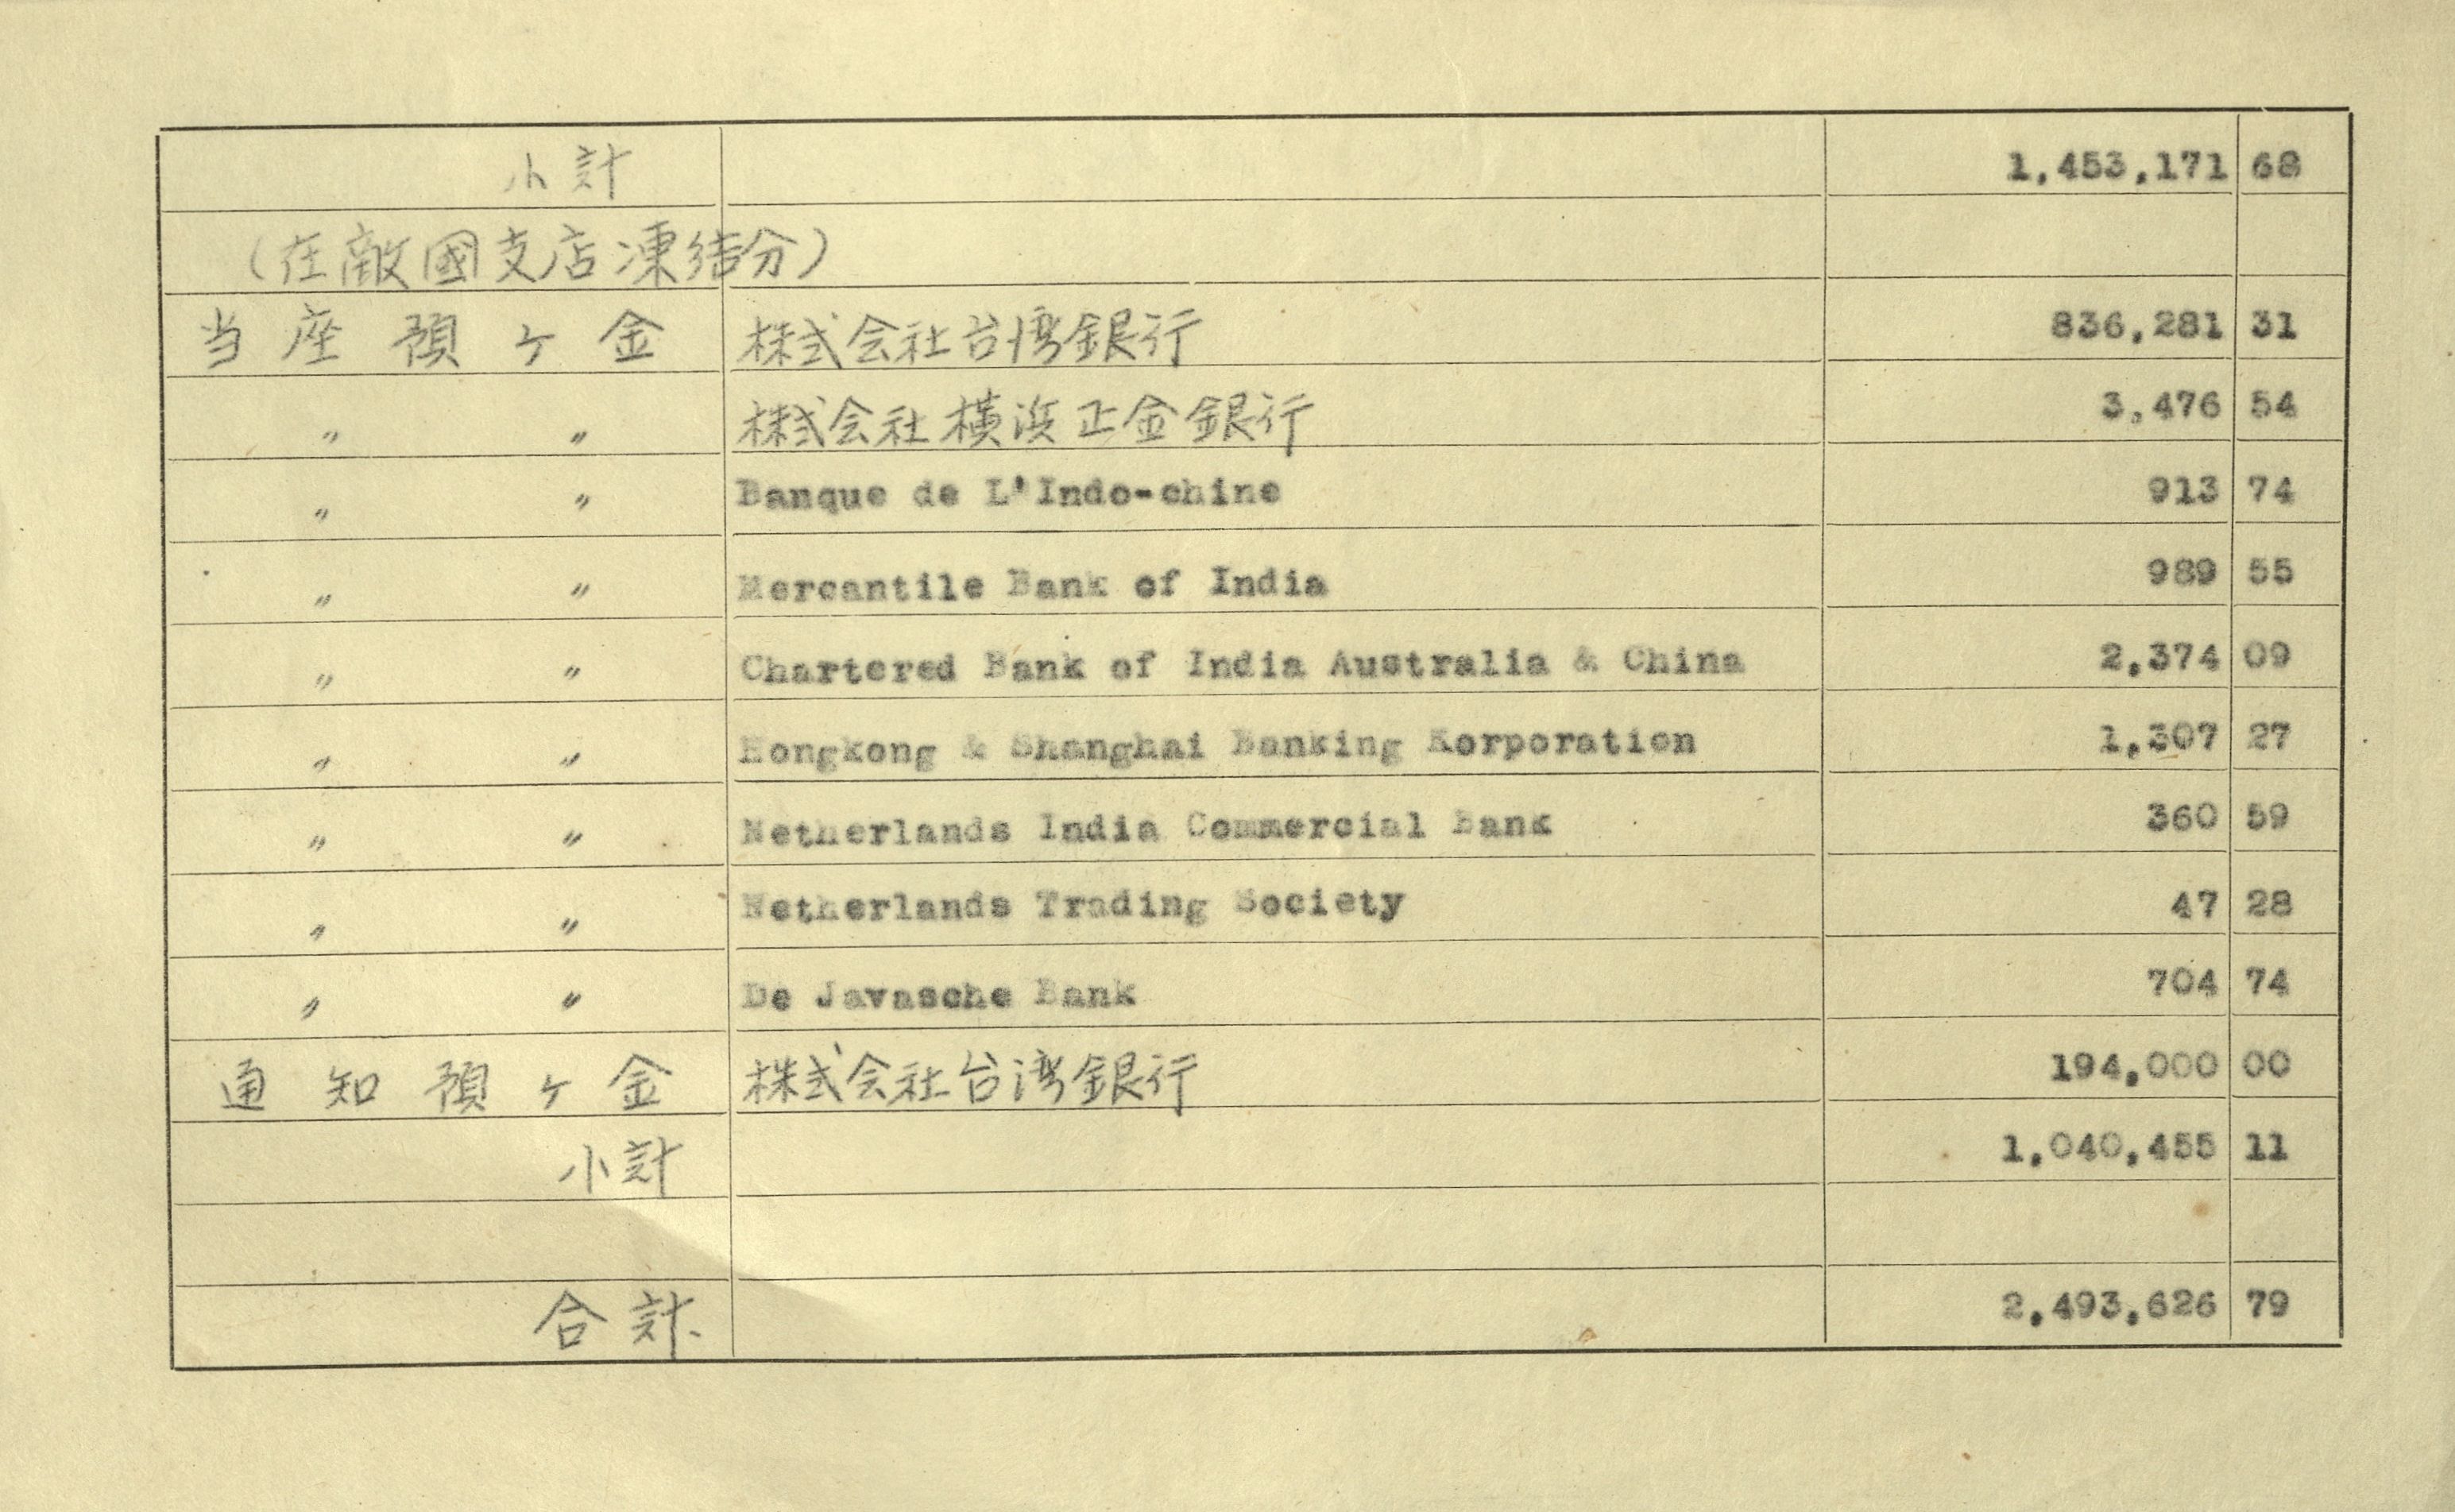 小計 1,453,171 68
(在敵國支店凍結分)
当座預ヶ金 株式会社台湾銀行 836,281 31
〃 〃 株式会社横浜正金銀行 3,476 54
〃 〃 Banque de L'Indo-chine 913 74
〃 〃 Mercantile Bank of India 989 55
〃 〃 Chartered Bank of India Australia & China 2,374 09
〃 〃 Hongkong & Shanghai Banking Korporation 1,307 27
〃 〃 Netherlands India Commercial Bank 360 59
〃 〃 Netherlands Trading Society 47 28
〃 〃 De Javasche Bank 704 74
通知預ヶ金 株式会社台湾銀行 194,000 00
小計 1,040,455 11
合計 2,493,626 79